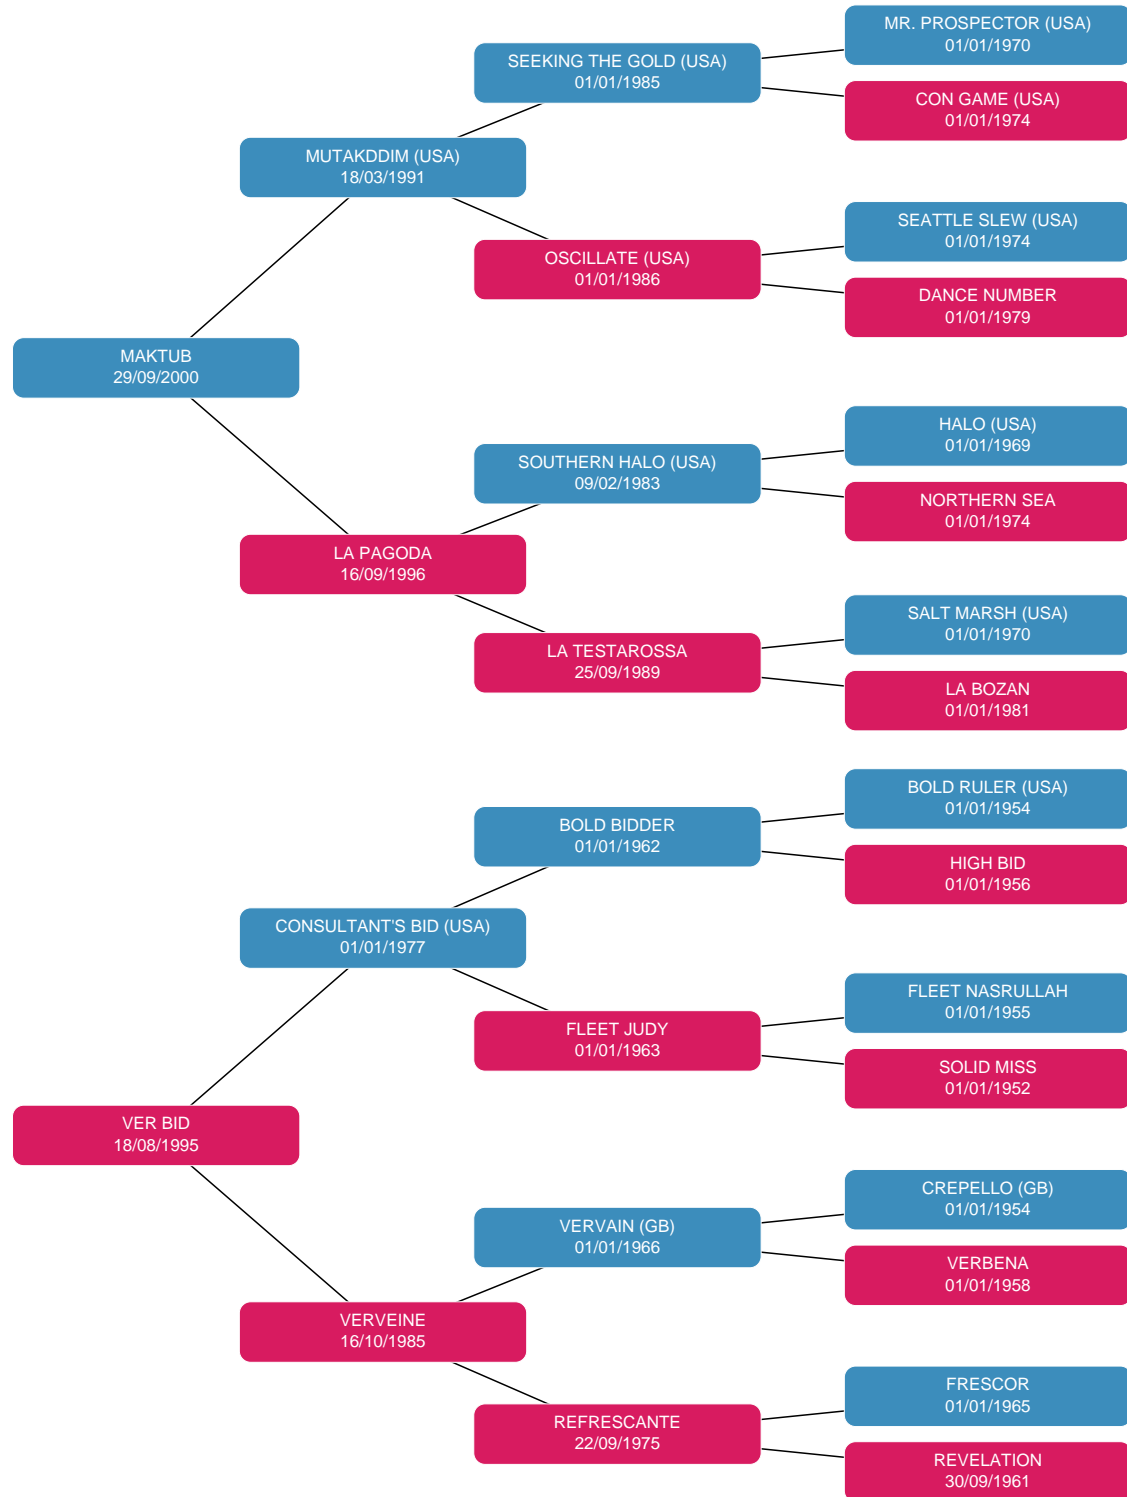 MR. PROSPECTOR (USA)
01/01/1970
SEEKING THE GOLD (USA)
01/01/1985
CON GAME (USA)
01/01/1974
MUTAKDDIM (USA)
18/03/1991
SEATTLE SLEW (USA)
01/01/1974
OSCILLATE (USA)
01/01/1986
DANCE NUMBER
01/01/1979
MAKTUB
29/09/2000
HALO (USA)
01/01/1969
SOUTHERN HALO (USA)
09/02/1983
NORTHERN SEA
01/01/1974
LA PAGODA
16/09/1996
SALT MARSH (USA)
01/01/1970
LA TESTAROSSA
25/09/1989
LA BOZAN
01/01/1981
BOLD RULER (USA)
01/01/1954
BOLD BIDDER
01/01/1962
HIGH BID
01/01/1956
CONSULTANT'S BID (USA)
01/01/1977
FLEET NASRULLAH
01/01/1955
FLEET JUDY
01/01/1963
SOLID MISS
01/01/1952
VER BID
18/08/1995
CREPELLO (GB)
01/01/1954
VERVAIN (GB)
01/01/1966
VERBENA
01/01/1958
VERVEINE
16/10/1985
FRESCOR
01/01/1965
REFRESCANTE
22/09/1975
REVELATION
30/09/1961